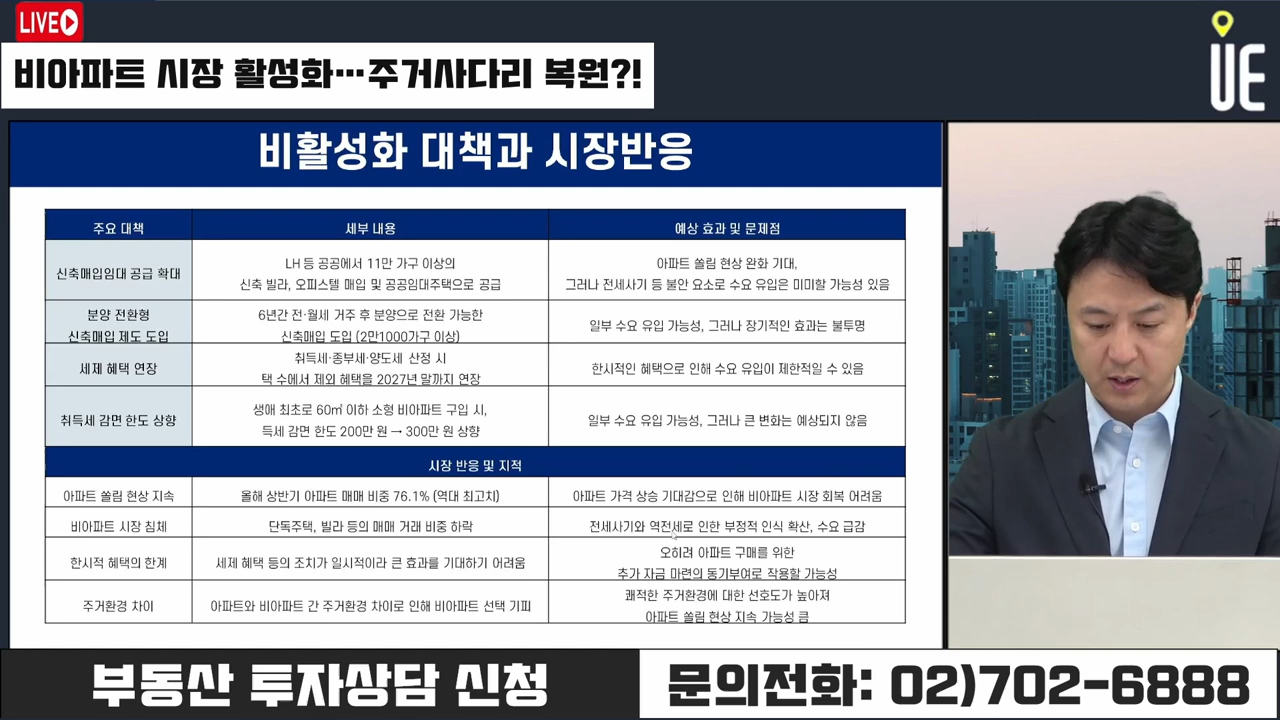 LIVE
비아파트 시장 활성화…주거사다리 복원?!
UE
비활성화 대책과 시장반응
주요 대책 세부 내용 예상 효과 및 문제점
신축매입임대 공급 확대
LH 등 공공에서 11만 가구 이상의
신축 빌라, 오피스텔 매입 및 공공임대주택으로 공급
아파트 쏠림 현상 완화 기대,
그러나 전세사기 등 불안 요소로 수요 유입은 미미할 가능성 있음
분양 전환형
신축매입 제도 도입
6년간 전·월세 거주 후 분양으로 전환 가능한
신축매입 도입 (2만1000가구 이상)
일부 수요 유입 가능성, 그러나 장기적인 효과는 불투명
세제 혜택 연장
취득세·종부세·양도세 산정 시
택 수에서 제외 혜택을 2027년 말까지 연장
한시적인 혜택으로 인해 수요 유입이 제한적일 수 있음
취득세 감면 한도 상향
생애 최초로 60㎡ 이하 소형 비아파트 구입 시,
득세 감면 한도 200만 원 → 300만 원 상향
일부 수요 유입 가능성, 그러나 큰 변화는 예상되지 않음
시장 반응 및 지적
아파트 쏠림 현상 지속 올해 상반기 아파트 매매 비중 76.1% (역대 최고치) 아파트 가격 상승 기대감으로 인해 비아파트 시장 회복 어려움
비아파트 시장 침체 단독주택, 빌라 등의 매매 거래 비중 하락 전세사기와 역전세로 인한 부정적 인식 확산, 수요 급감
한시적 혜택의 한계 세제 혜택 등의 조치가 일시적이라 큰 효과를 기대하기 어려움
오히려 아파트 구매를 위한
추가 자금 마련의 동기부여로 작용할 가능성
주거환경 차이 아파트와 비아파트 간 주거환경 차이로 인해 비아파트 선택 기피
쾌적한 주거환경에 대한 선호도가 높아져
아파트 쏠림 현상 지속 가능성 큼
부동산 투자상담 신청
문의전화: 02)702-6888